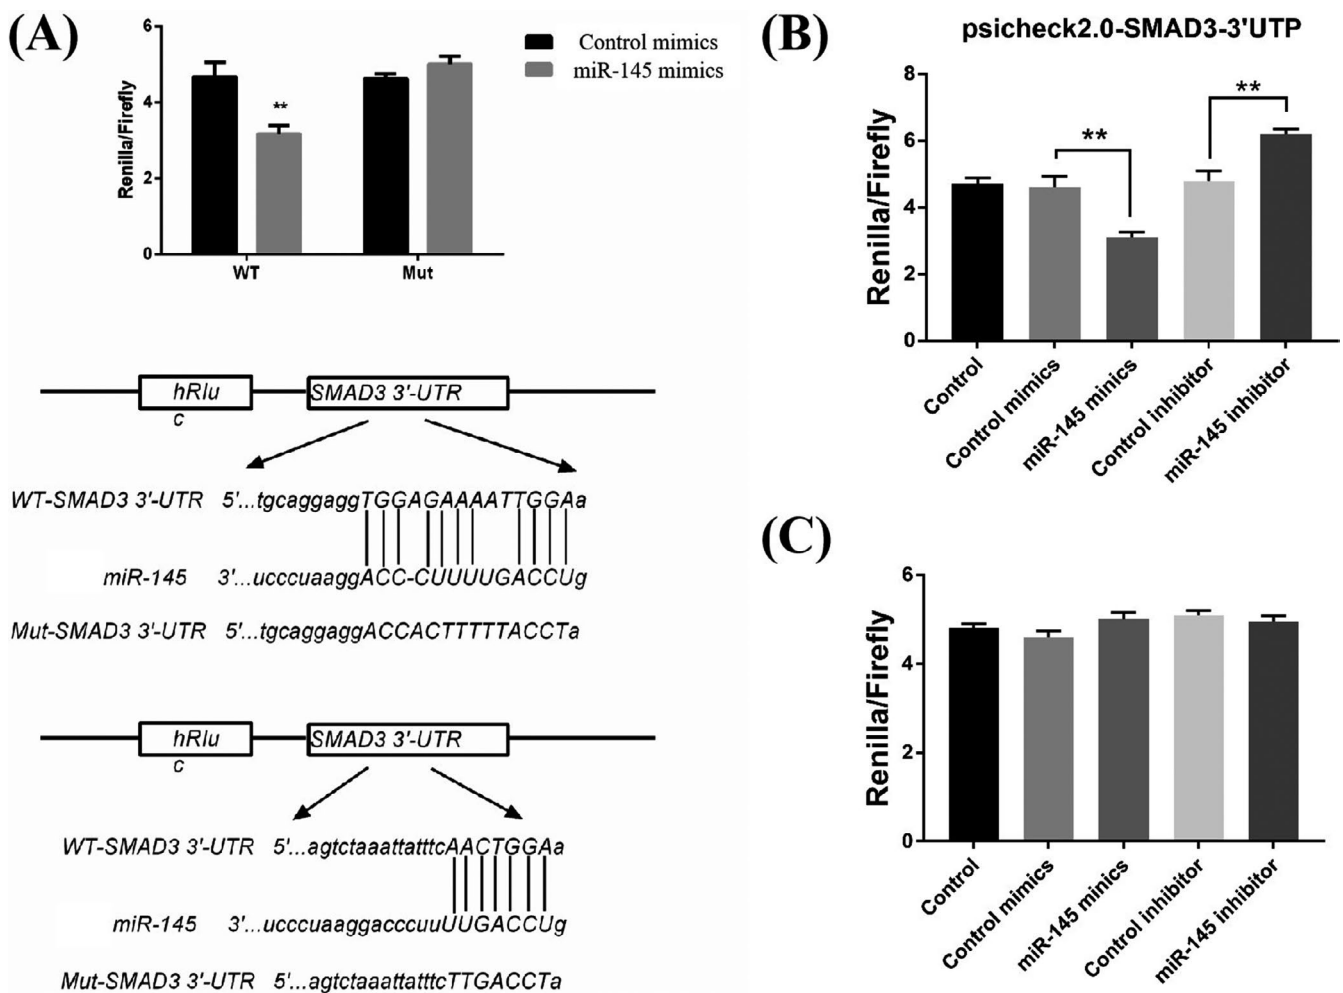 (A)
6
4
2
0
Renilla/Firefly
**
WT
Mut
Control mimics
miR-145 mimics
hRlu
c
SMAD3 3'-UTR
WT-SMAD3 3'-UTR 5'...tgcaggaggTGGAGAAAATTGGAa
miR-145 3'...ucccuaaggACC-CUUUUGACCUg
Mut-SMAD3 3'-UTR 5'...tgcaggaggACCACTTTTTACCTa
hRlu
c
SMAD3 3'-UTR
WT-SMAD3 3'-UTR 5'...agtctaaattatttcAACTGGAa
miR-145 3'...ucccuaaggacccuuUUGACCUg
Mut-SMAD3 3'-UTR 5'...agtctaaattatttcTTGACCTa
(B)
psicheck2.0-SMAD3-3'UTP
8
6
4
2
0
Renilla/Firefly
**
**
Control
Control mimics
miR-145 minics
Control inhibitor
miR-145 inhibitor
(C)
6
4
2
0
Renilla/Firefly
Control
Control mimics
miR-145 minics
Control inhibitor
miR-145 inhibitor